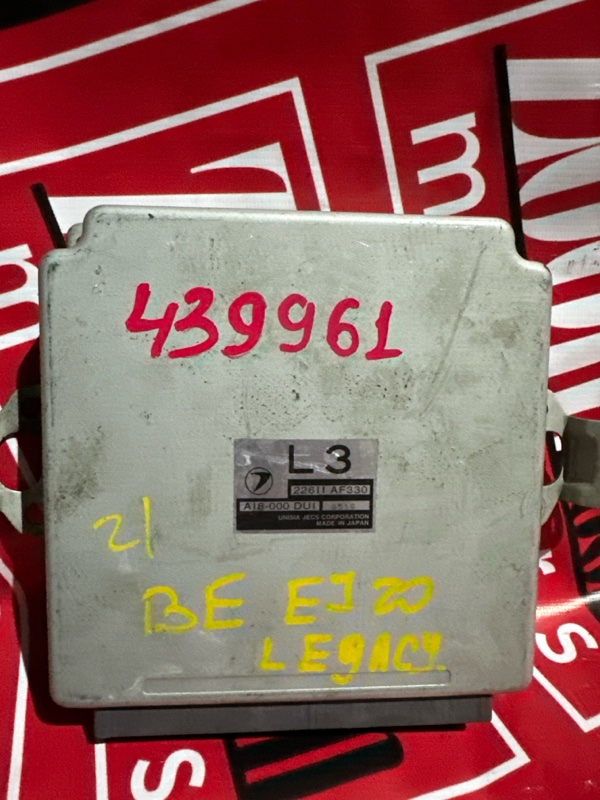 439961
L3
22611 AF330
A18-000 DU1
UNISIA JECS CORPORATION
MADE IN JAPAN
21
BE EJ20
LEGACY
m
S
S